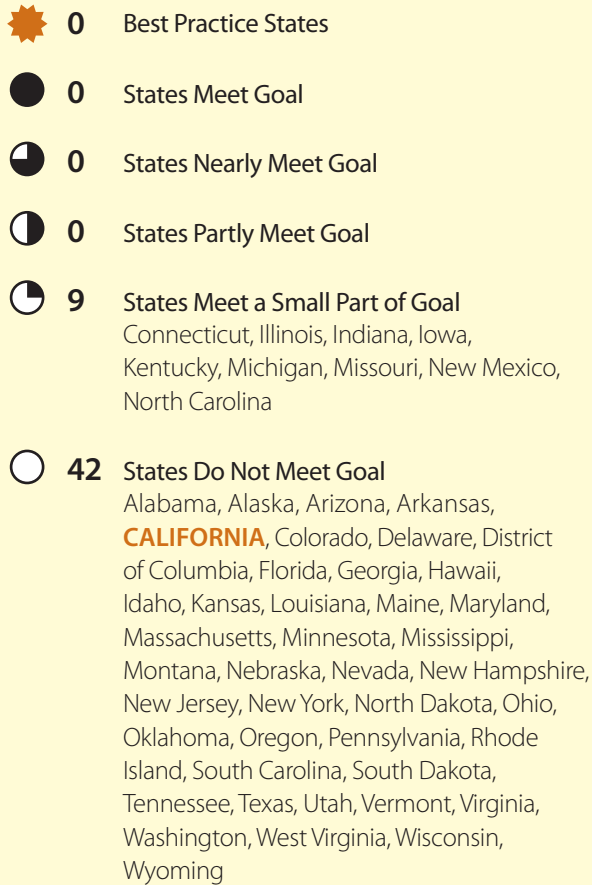 0 Best Practice States
0 States Meet Goal
0 States Nearly Meet Goal
0 States Partly Meet Goal
9 States Meet a Small Part of Goal
Connecticut, Illinois, Indiana, Iowa,
Kentucky, Michigan, Missouri, New Mexico,
North Carolina
42 States Do Not Meet Goal
Alabama, Alaska, Arizona, Arkansas,
CALIFORNIA, Colorado, Delaware, District
of Columbia, Florida, Georgia, Hawaii,
Idaho, Kansas, Louisiana, Maine, Maryland,
Massachusetts, Minnesota, Mississippi,
Montana, Nebraska, Nevada, New Hampshire,
New Jersey, New York, North Dakota, Ohio,
Oklahoma, Oregon, Pennsylvania, Rhode
Island, South Carolina, South Dakota,
Tennessee, Texas, Utah, Vermont, Virginia,
Washington, West Virginia, Wisconsin,
Wyoming